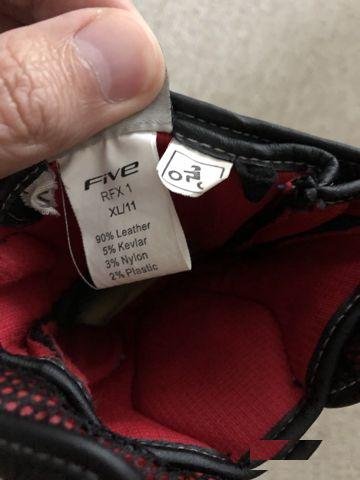 Five
RFX 1
XL/11
90% Leather
5% Kevlar
3% Nylon
2% Plastic